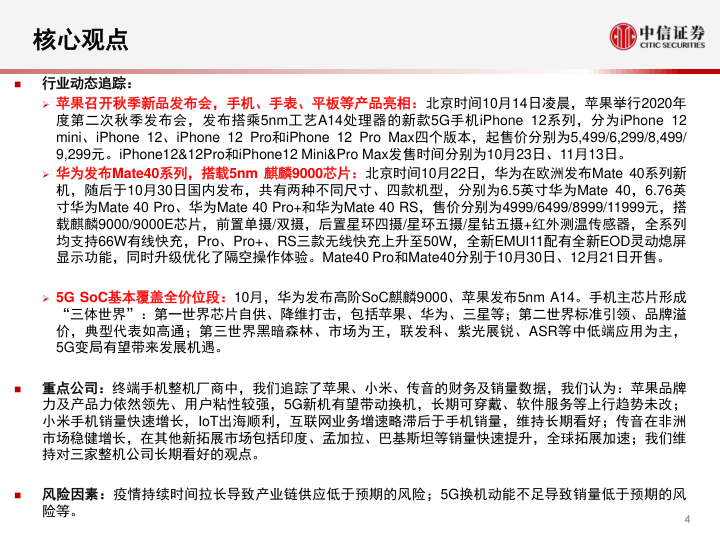 核心观点
中信证券
CITIC SECURITIES
行业动态追踪：
苹果召开秋季新品发布会，手机、手表、平板等产品亮相：北京时间10月14日凌晨，苹果举行2020年
度第二次秋季发布会，发布搭乘5nm工艺A14处理器的新款5G手机iPhone 12系列，分为iPhone 12
mini、iPhone 12、iPhone 12 Pro和iPhone 12 Pro Max四个版本，起售价分别为5,499/6,299/8,499/
9,299元。iPhone12&12Pro和iPhone12 Mini&Pro Max发售时间分别为10月23日、11月13日。
华为发布Mate40系列，搭载5nm 麒麟9000芯片：北京时间10月22日，华为在欧洲发布Mate 40系列新
机，随后于10月30日国内发布，共有两种不同尺寸、四款机型，分别为6.5英寸华为Mate 40，6.76英
寸华为Mate 40 Pro、华为Mate 40 Pro+和华为Mate 40 RS，售价分别为4999/6499/8999/11999元，搭
载麒麟9000/9000E芯片，前置单摄/双摄，后置星环四摄/星环五摄/星钻五摄+红外测温传感器，全系列
均支持66W有线快充，Pro、Pro+、RS三款无线快充上升至50W，全新EMUI11配有全新EOD灵动熄屏
显示功能，同时升级优化了隔空操作体验。Mate40 Pro和Mate40分别于10月30日、12月21日开售。
5G SoC基本覆盖全价位段：10月，华为发布高阶SoC麒麟9000、苹果发布5nm A14。手机主芯片形成
“三体世界”：第一世界芯片自供、降维打击，包括苹果、华为、三星等；第二世界标准引领、品牌溢
价，典型代表如高通；第三世界黑暗森林、市场为王，联发科、紫光展锐、ASR等中低端应用为主，
5G变局有望带来发展机遇。
重点公司：终端手机整机厂商中，我们追踪了苹果、小米、传音的财务及销量数据，我们认为：苹果品牌
力及产品力依然领先、用户粘性较强，5G新机有望带动换机，长期可穿戴、软件服务等上行趋势未改；
小米手机销量快速增长，IoT出海顺利，互联网业务增速略滞后于手机销量，维持长期看好；传音在非洲
市场稳健增长，在其他新拓展市场包括印度、孟加拉、巴基斯坦等销量快速提升，全球拓展加速；我们维
持对三家整机公司长期看好的观点。
风险因素：疫情持续时间拉长导致产业链供应低于预期的风险；5G换机动能不足导致销量低于预期的风
险等。
4